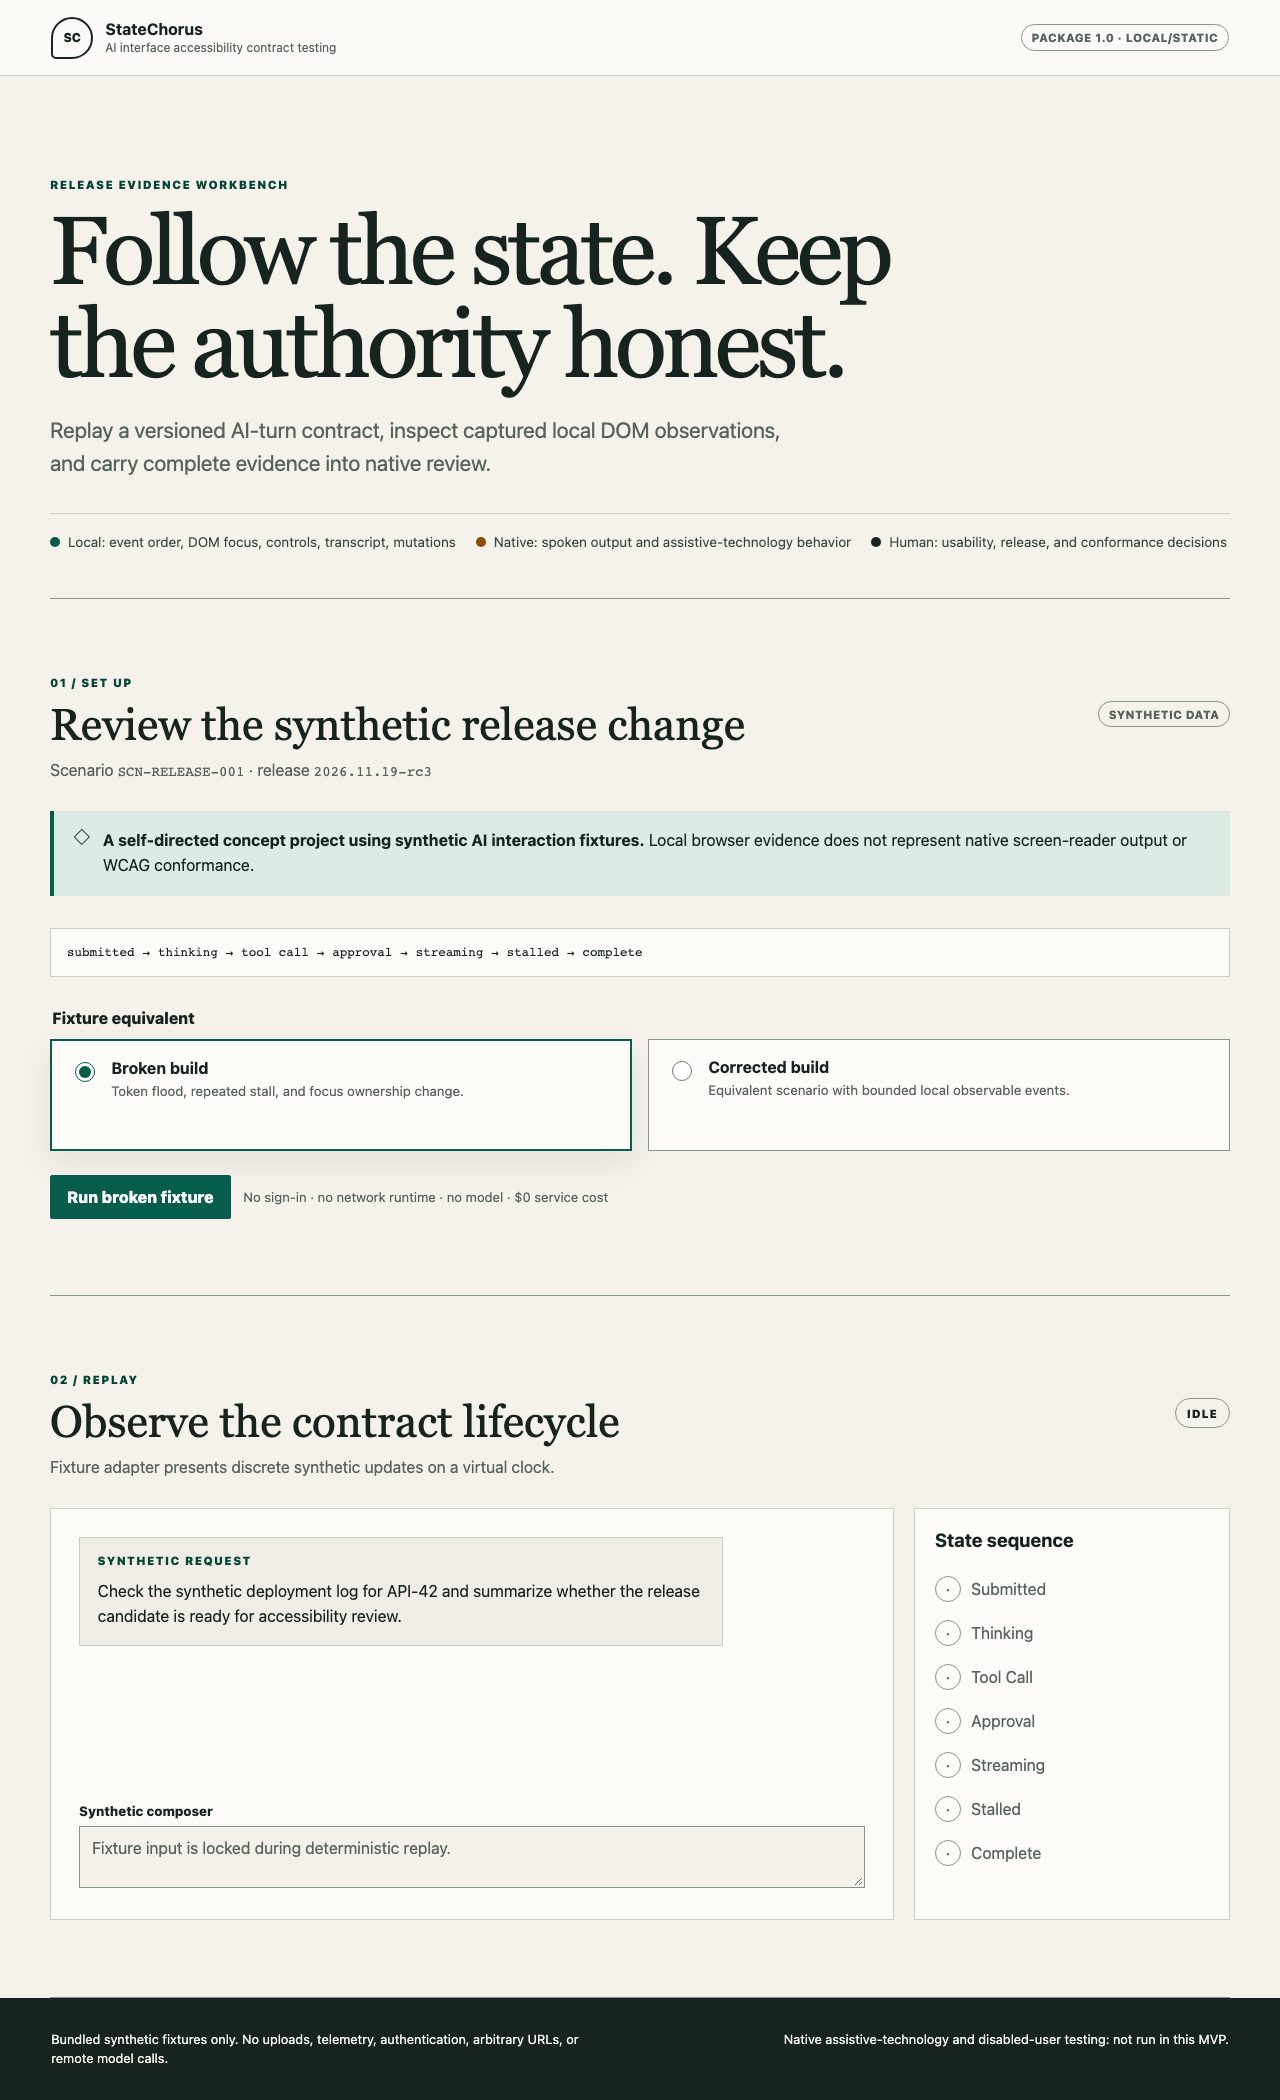 SC
StateChorus
AI interface accessibility contract testing
PACKAGE 1.0 · LOCAL/STATIC
RELEASE EVIDENCE WORKBENCH
Follow the state. Keep
the authority honest.
Replay a versioned AI-turn contract, inspect captured local DOM observations,
and carry complete evidence into native review.
Local: event order, DOM focus, controls, transcript, mutations
Native: spoken output and assistive-technology behavior
Human: usability, release, and conformance decisions
01 / SET UP
Review the synthetic release change
SYNTHETIC DATA
Scenario SCN-RELEASE-001 · release 2026.11.19-rc3
A self-directed concept project using synthetic AI interaction fixtures. Local browser evidence does not represent native screen-reader output or
WCAG conformance.
submitted → thinking → tool call → approval → streaming → stalled → complete
Fixture equivalent
Broken build
Token flood, repeated stall, and focus ownership change.
Corrected build
Equivalent scenario with bounded local observable events.
Run broken fixture
No sign-in · no network runtime · no model · $0 service cost
02 / REPLAY
Observe the contract lifecycle
IDLE
Fixture adapter presents discrete synthetic updates on a virtual clock.
SYNTHETIC REQUEST
Check the synthetic deployment log for API-42 and summarize whether the release
candidate is ready for accessibility review.
Synthetic composer
Fixture input is locked during deterministic replay.
State sequence
· Submitted
· Thinking
· Tool Call
· Approval
· Streaming
· Stalled
· Complete
Bundled synthetic fixtures only. No uploads, telemetry, authentication, arbitrary URLs, or
remote model calls.
Native assistive-technology and disabled-user testing: not run in this MVP.